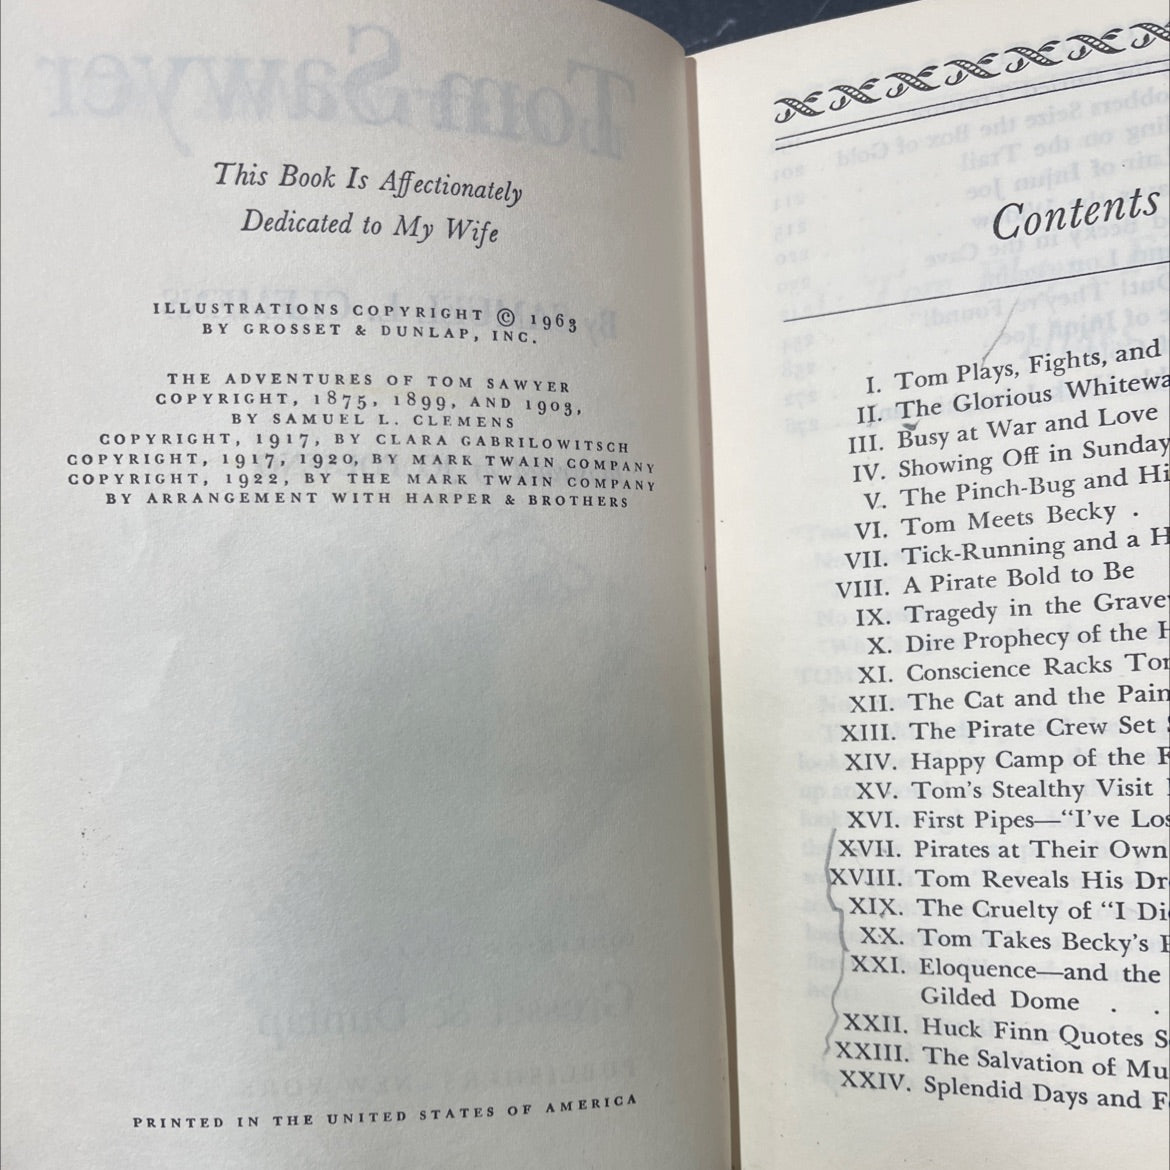 This Book Is Affectionately
Dedicated to My Wife
ILLUSTRATIONS COPYRIGHT © 1963
BY GROSSET & DUNLAP, INC.
THE ADVENTURES OF TOM SAWYER
COPYRIGHT, 1875, 1899, AND 1903,
BY SAMUEL L. CLEMENS
COPYRIGHT, 1917, BY CLARA GABRILOWITSCH
COPYRIGHT, 1917, 1920, BY MARK TWAIN COMPANY
COPYRIGHT, 1922, BY THE MARK TWAIN COMPANY
BY ARRANGEMENT WITH HARPER & BROTHERS
PRINTED IN THE UNITED STATES OF AMERICA
Contents
I. Tom Plays, Fights, and
II. The Glorious Whitewa
III. Busy at War and Love
IV. Showing Off in Sunday
V. The Pinch-Bug and Hi
VI. Tom Meets Becky .
VII. Tick-Running and a H
VIII. A Pirate Bold to Be
IX. Tragedy in the Grave
X. Dire Prophecy of the H
XI. Conscience Racks Tor
XII. The Cat and the Pain
XIII. The Pirate Crew Set S
XIV. Happy Camp of the F
XV. Tom's Stealthy Visit
XVI. First Pipes—"I've Los
XVII. Pirates at Their Own
XVIII. Tom Reveals His Dr
XIX. The Cruelty of "I Di
XX. Tom Takes Becky's
XXI. Eloquence—and the
Gilded Dome . .
XXII. Huck Finn Quotes S
XXIII. The Salvation of Mu
XXIV. Splendid Days and F